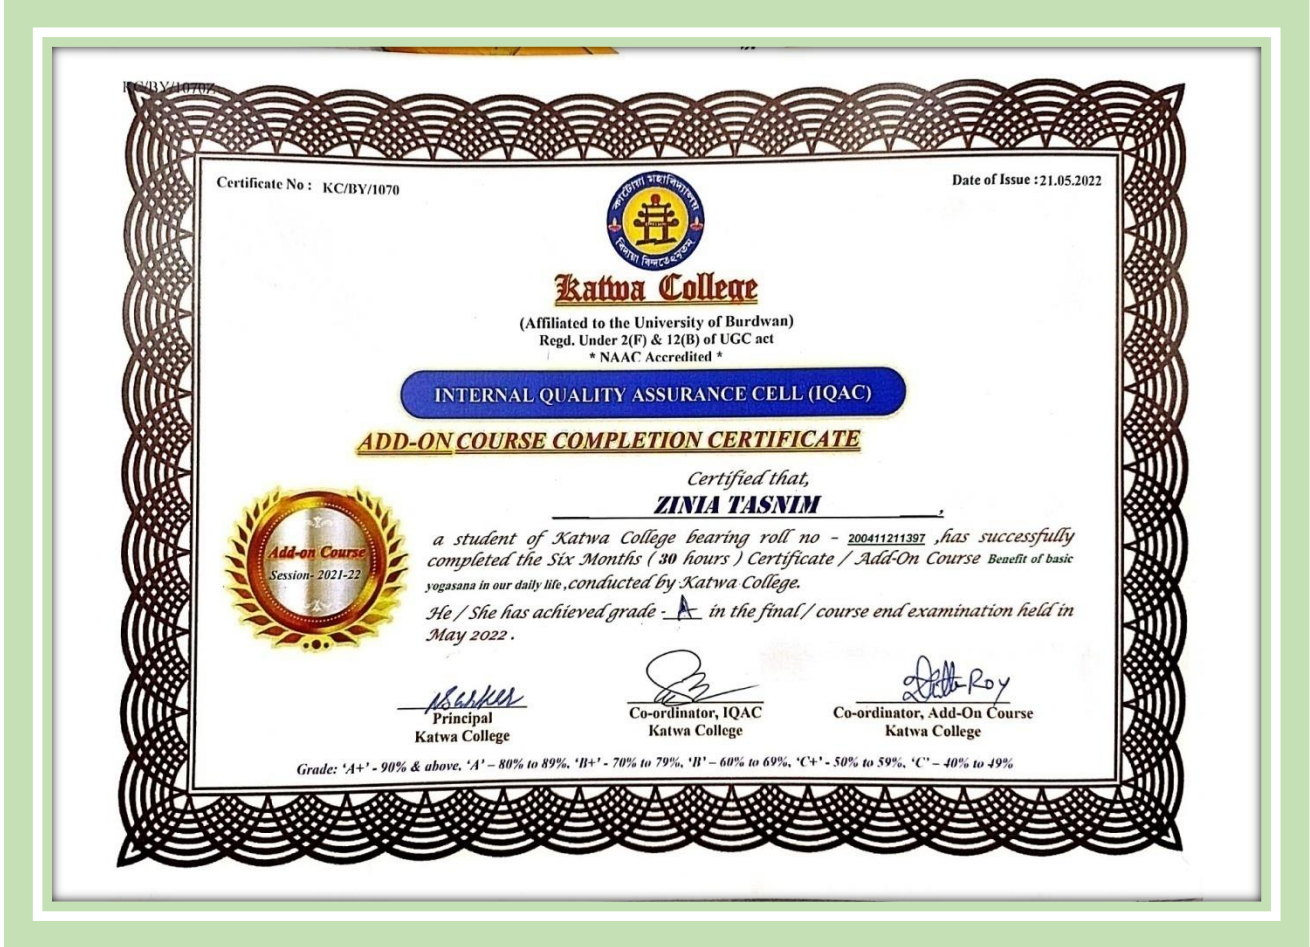 KC/BY/1070Z
Certificate No : KC/BY/1070
Date of Issue :21.05.2022
কাটোয়া মহাবিদ্যালয়
Katwa College
(Affiliated to the University of Burdwan)
Regd. Under 2(F) & 12(B) of UGC act
* NAAC Accredited *
INTERNAL QUALITY ASSURANCE CELL (IQAC)
ADD-ON COURSE COMPLETION CERTIFICATE
Certified that,
ZINIA TASNIM ,
Add-on Course
Session- 2021-22
a student of Katwa College bearing roll no - 200411211397 ,has successfully
completed the Six Months ( 30 hours ) Certificate / Add-On Course Benefit of basic
yogasana in our daily life ,conducted by Katwa College.
He / She has achieved grade - A in the final / course end examination held in
May 2022 .
Roy
Principal
Katwa College
Co-ordinator, IQAC
Katwa College
Co-ordinator, Add-On Course
Katwa College
Grade: 'A+' - 90% & above, 'A' – 80% to 89%, 'B+' - 70% to 79%, 'B' – 60% to 69%, 'C+' - 50% to 59%, 'C' – 40% to 49%